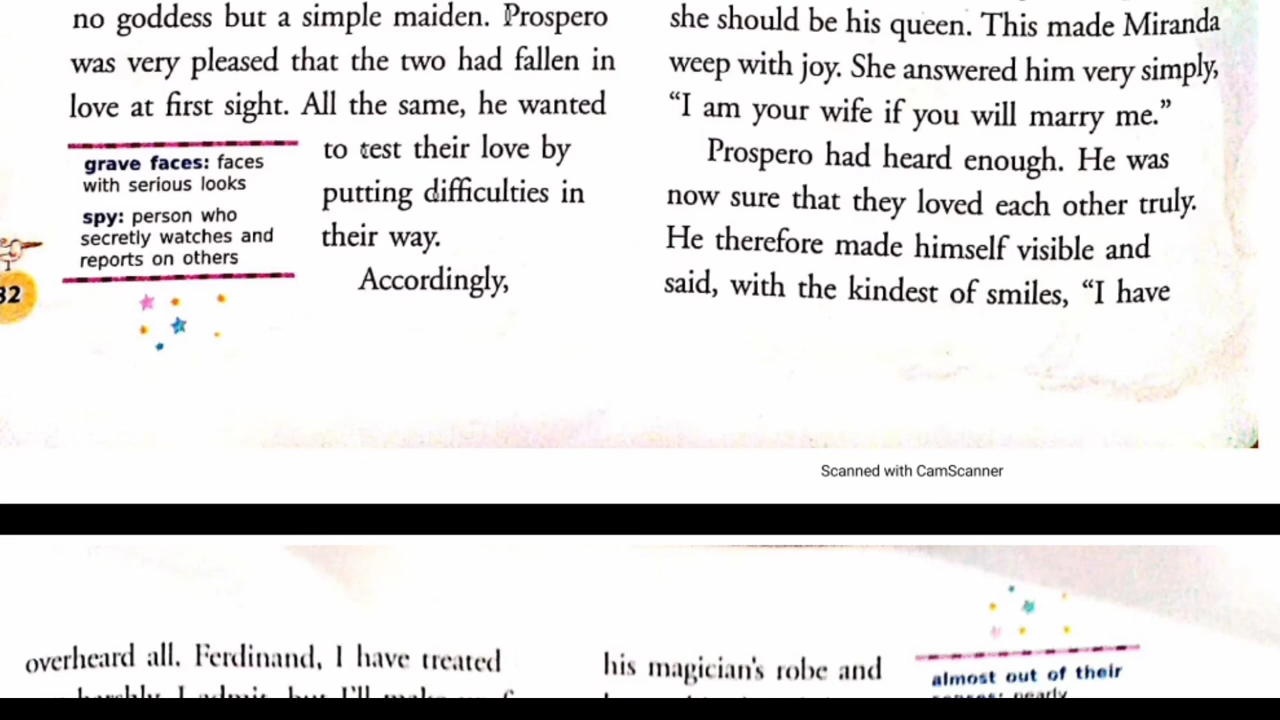 no goddess but a simple maiden. Prospero
was very pleased that the two had fallen in
love at first sight. All the same, he wanted
to test their love by
putting difficulties in
their way.
Accordingly,
grave faces: faces
with serious looks
spy: person who
secretly watches and
reports on others
32
she should be his queen. This made Miranda
weep with joy. She answered him very simply,
“I am your wife if you will marry me.”
Prospero had heard enough. He was
now sure that they loved each other truly.
He therefore made himself visible and
said, with the kindest of smiles, “I have
Scanned with CamScanner
overheard all. Ferdinand, I have treated
harshly, I admit, but I'll make
his magician's robe and
almost out of their
nearly